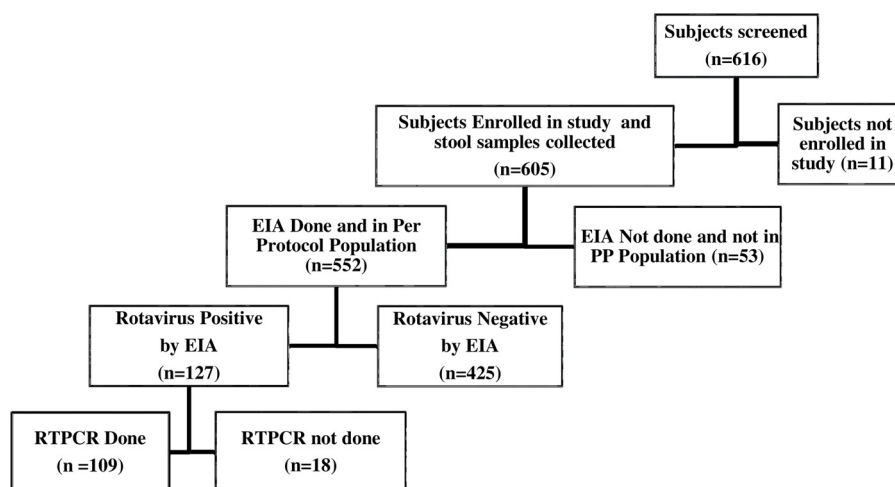 Subjects screened
(n=616)
Subjects Enrolled in study and
stool samples collected
(n=605)
Subjects not
enrolled in
study (n=11)
EIA Done and in Per
Protocol Population
(n=552)
EIA Not done and not in
PP Population (n=53)
Rotavirus Positive
by EIA
(n=127)
Rotavirus Negative
by EIA
(n=425)
RTPCR Done
(n =109)
RTPCR not done
(n=18)